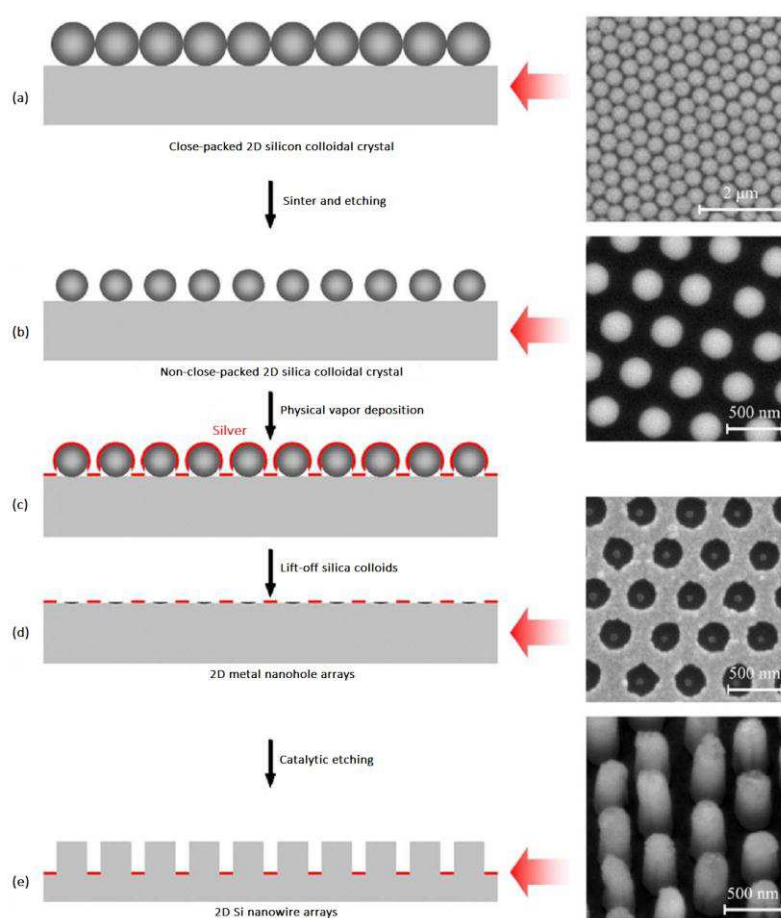 (a)
Close-packed 2D silicon colloidal crystal
2 μm
Sinter and etching
(b)
Non-close-packed 2D silica colloidal crystal
500 nm
Physical vapor deposition
Silver
(c)
Lift-off silica colloids
(d)
2D metal nanohole arrays
500 nm
Catalytic etching
(e)
2D Si nanowire arrays
500 nm